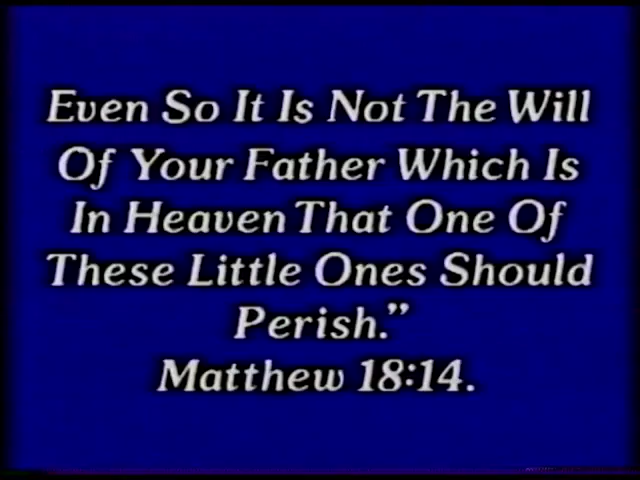 Even So It Is Not The Will
Of Your Father Which Is
In Heaven That One Of
These Little Ones Should
Perish.”
Matthew 18:14.